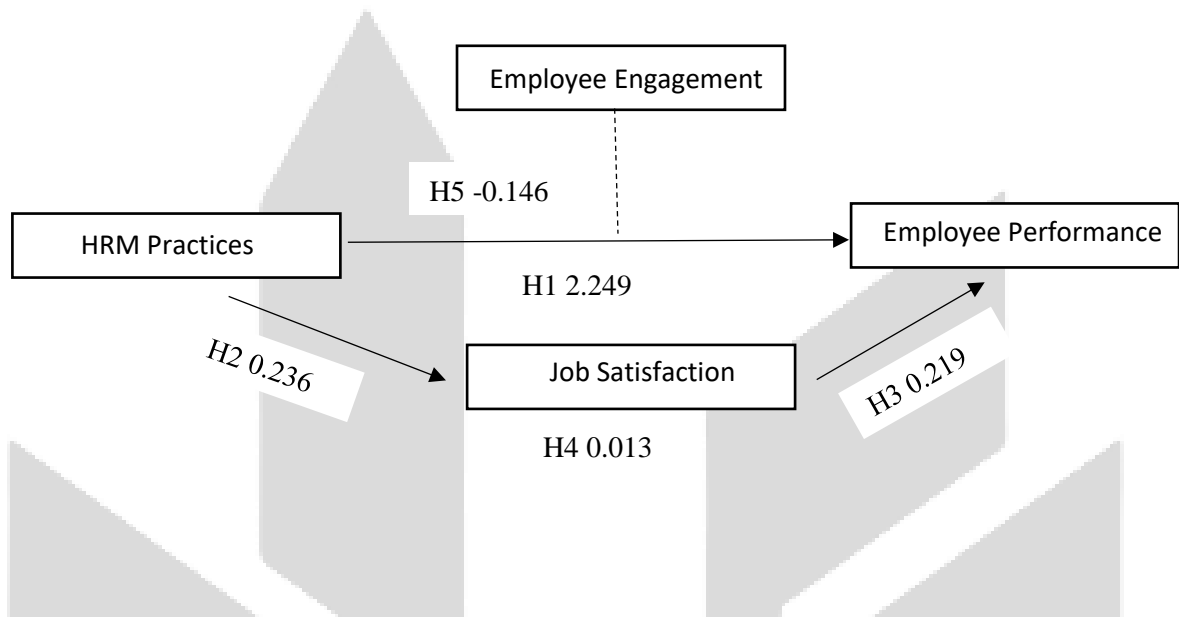 Employee Engagement
H5 -0.146
HRM Practices
Employee Performance
H1 2.249
H2 0.236
Job Satisfaction
H3 0.219
H4 0.013